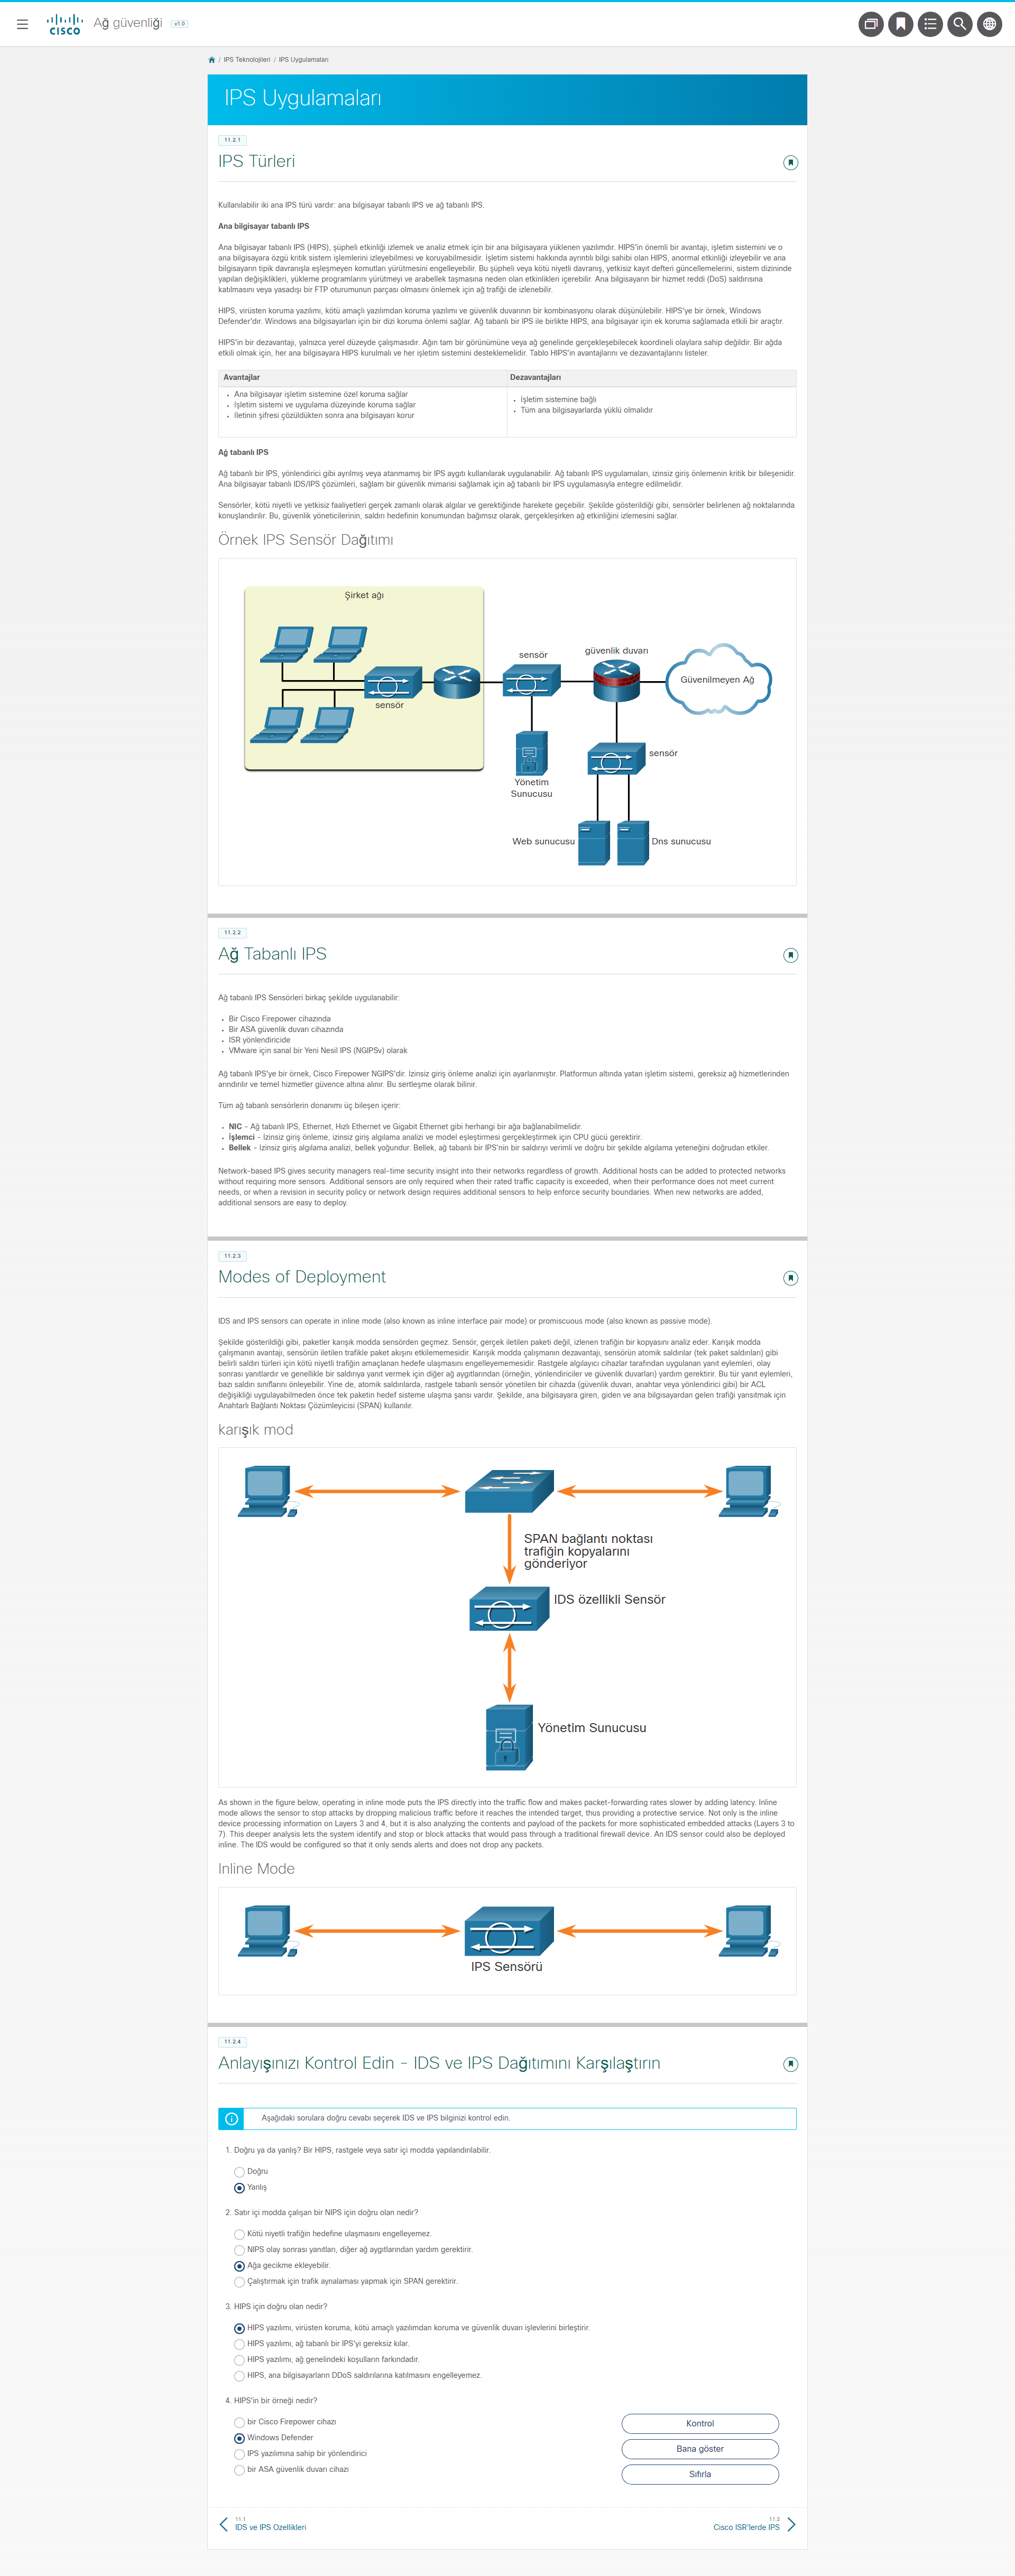 CISCO
Ağ güvenliği v1.0
/ IPS Teknolojileri / IPS Uygulamaları
IPS Uygulamaları
11.2.1
IPS Türleri
Kullanılabilir iki ana IPS türü vardır: ana bilgisayar tabanlı IPS ve ağ tabanlı IPS.
Ana bilgisayar tabanlı IPS
Ana bilgisayar tabanlı IPS (HIPS), şüpheli etkinliği izlemek ve analiz etmek için bir ana bilgisayara yüklenen yazılımdır. HIPS'in önemli bir avantajı, işletim sistemini ve o
ana bilgisayara özgü kritik sistem işlemlerini izleyebilmesi ve koruyabilmesidir. İşletim sistemi hakkında ayrıntılı bilgi sahibi olan HIPS, anormal etkinliği izleyebilir ve ana
bilgisayarın tipik davranışla eşleşmeyen komutları yürütmesini engelleyebilir. Bu şüpheli veya kötü niyetli davranış, yetkisiz kayıt defteri güncellemelerini, sistem dizininde
yapılan değişiklikleri, yükleme programlarını yürütmeyi ve arabellek taşmasına neden olan etkinlikleri içerebilir. Ana bilgisayarın bir hizmet reddi (DoS) saldırısına
katılmasını veya yasadışı bir FTP oturumunun parçası olmasını önlemek için ağ trafiği de izlenebilir.
HIPS, virüsten koruma yazılımı, kötü amaçlı yazılımdan koruma yazılımı ve güvenlik duvarının bir kombinasyonu olarak düşünülebilir. HIPS'ye bir örnek, Windows
Defender'dır. Windows ana bilgisayarları için bir dizi koruma önlemi sağlar. Ağ tabanlı bir IPS ile birlikte HIPS, ana bilgisayar için ek koruma sağlamada etkili bir araçtır.
HIPS'in bir dezavantajı, yalnızca yerel düzeyde çalışmasıdır. Ağın tam bir görünümüne veya ağ genelinde gerçekleşebilecek koordineli olaylara sahip değildir. Bir ağda
etkili olmak için, her ana bilgisayara HIPS kurulmalı ve her işletim sistemini desteklemelidir. Tablo HIPS'in avantajlarını ve dezavantajlarını listeler.
Avantajlar Dezavantajları
• Ana bilgisayar işletim sistemine özel koruma sağlar
• İşletim sistemi ve uygulama düzeyinde koruma sağlar
• İletinin şifresi çözüldükten sonra ana bilgisayarı korur
• İşletim sistemine bağlı
• Tüm ana bilgisayarlarda yüklü olmalıdır
Ağ tabanlı IPS
Ağ tabanlı bir IPS, yönlendirici gibi ayrılmış veya atanmamış bir IPS aygıtı kullanılarak uygulanabilir. Ağ tabanlı IPS uygulamaları, izinsiz giriş önlemenin kritik bir bileşenidir.
Ana bilgisayar tabanlı IDS/IPS çözümleri, sağlam bir güvenlik mimarisi sağlamak için ağ tabanlı bir IPS uygulamasıyla entegre edilmelidir.
Sensörler, kötü niyetli ve yetkisiz faaliyetleri gerçek zamanlı olarak algılar ve gerektiğinde harekete geçebilir. Şekilde gösterildiği gibi, sensörler belirlenen ağ noktalarında
konuşlandırılır. Bu, güvenlik yöneticilerinin, saldırı hedefinin konumundan bağımsız olarak, gerçekleşirken ağ etkinliğini izlemesini sağlar.
Örnek IPS Sensör Dağıtımı
Şirket ağı
sensör
sensör
güvenlik duvarı
Güvenilmeyen Ağ
sensör
Yönetim
Sunucusu
Web sunucusu
Dns sunucusu
11.2.2
Ağ Tabanlı IPS
Ağ tabanlı IPS Sensörleri birkaç şekilde uygulanabilir:
• Bir Cisco Firepower cihazında
• Bir ASA güvenlik duvarı cihazında
• ISR yönlendiricide
• VMware için sanal bir Yeni Nesil IPS (NGIPSv) olarak
Ağ tabanlı IPS'ye bir örnek, Cisco Firepower NGIPS'dir. İzinsiz giriş önleme analizi için ayarlanmıştır. Platformun altında yatan işletim sistemi, gereksiz ağ hizmetlerinden
arındırılır ve temel hizmetler güvence altına alınır. Bu sertleşme olarak bilinir.
Tüm ağ tabanlı sensörlerin donanımı üç bileşen içerir:
• NIC - Ağ tabanlı IPS, Ethernet, Hızlı Ethernet ve Gigabit Ethernet gibi herhangi bir ağa bağlanabilmelidir.
• İşlemci - İzinsiz giriş önleme, izinsiz giriş algılama analizi ve model eşleştirmesi gerçekleştirmek için CPU gücü gerektirir.
• Bellek - İzinsiz giriş algılama analizi, bellek yoğundur. Bellek, ağ tabanlı bir IPS'nin bir saldırıyı verimli ve doğru bir şekilde algılama yeteneğini doğrudan etkiler.
Network-based IPS gives security managers real-time security insight into their networks regardless of growth. Additional hosts can be added to protected networks
without requiring more sensors. Additional sensors are only required when their rated traffic capacity is exceeded, when their performance does not meet current
needs, or when a revision in security policy or network design requires additional sensors to help enforce security boundaries. When new networks are added,
additional sensors are easy to deploy.
11.2.3
Modes of Deployment
IDS and IPS sensors can operate in inline mode (also known as inline interface pair mode) or promiscuous mode (also known as passive mode).
Şekilde gösterildiği gibi, paketler karışık modda sensörden geçmez. Sensör, gerçek iletilen paketi değil, izlenen trafiğin bir kopyasını analiz eder. Karışık modda
çalışmanın avantajı, sensörün iletilen trafikle paket akışını etkilememesidir. Karışık modda çalışmanın dezavantajı, sensörün atomik saldırılar (tek paket saldırıları) gibi
belirli saldırı türleri için kötü niyetli trafiğin amaçlanan hedefe ulaşmasını engelleyememesidir. Rastgele algılayıcı cihazlar tarafından uygulanan yanıt eylemleri, olay
sonrası yanıtlardır ve genellikle bir saldırıya yanıt vermek için diğer ağ aygıtlarından (örneğin, yönlendiriciler ve güvenlik duvarları) yardım gerektirir. Bu tür yanıt eylemleri,
bazı saldırı sınıflarını önleyebilir. Yine de, atomik saldırılarda, rastgele tabanlı sensör yönetilen bir cihazda (güvenlik duvarı, anahtar veya yönlendirici gibi) bir ACL
değişikliği uygulayabilmeden önce tek paketin hedef sisteme ulaşma şansı vardır. Şekilde, ana bilgisayara giren, giden ve ana bilgisayardan gelen trafiği yansıtmak için
Anahtarlı Bağlantı Noktası Çözümleyicisi (SPAN) kullanılır.
karışık mod
SPAN bağlantı noktası
trafiğin kopyalarını
gönderiyor
IDS özellikli Sensör
Yönetim Sunucusu
As shown in the figure below, operating in inline mode puts the IPS directly into the traffic flow and makes packet-forwarding rates slower by adding latency. Inline
mode allows the sensor to stop attacks by dropping malicious traffic before it reaches the intended target, thus providing a protective service. Not only is the inline
device processing information on Layers 3 and 4, but it is also analyzing the contents and payload of the packets for more sophisticated embedded attacks (Layers 3 to
7). This deeper analysis lets the system identify and stop or block attacks that would pass through a traditional firewall device. An IDS sensor could also be deployed
inline. The IDS would be configured so that it only sends alerts and does not drop any packets.
Inline Mode
IPS Sensörü
11.2.4
Anlayışınızı Kontrol Edin - IDS ve IPS Dağıtımını Karşılaştırın
Aşağıdaki sorulara doğru cevabı seçerek IDS ve IPS bilginizi kontrol edin.
1. Doğru ya da yanlış? Bir HIPS, rastgele veya satır içi modda yapılandırılabilir.
Doğru
Yanlış
2. Satır içi modda çalışan bir NIPS için doğru olan nedir?
Kötü niyetli trafiğin hedefine ulaşmasını engelleyemez.
NIPS olay sonrası yanıtları, diğer ağ aygıtlarından yardım gerektirir.
Ağa gecikme ekleyebilir.
Çalıştırmak için trafik aynalaması yapmak için SPAN gerektirir.
3. HIPS için doğru olan nedir?
HIPS yazılımı, virüsten koruma, kötü amaçlı yazılımdan koruma ve güvenlik duvarı işlevlerini birleştirir.
HIPS yazılımı, ağ tabanlı bir IPS'yi gereksiz kılar.
HIPS yazılımı, ağ genelindeki koşulların farkındadır.
HIPS, ana bilgisayarların DDoS saldırılarına katılmasını engelleyemez.
4. HIPS'in bir örneği nedir?
bir Cisco Firepower cihazı
Windows Defender
IPS yazılımına sahip bir yönlendirici
bir ASA güvenlik duvarı cihazı
Kontrol
Bana göster
Sıfırla
11.1
IDS ve IPS Özellikleri
11.3
Cisco ISR'lerde IPS